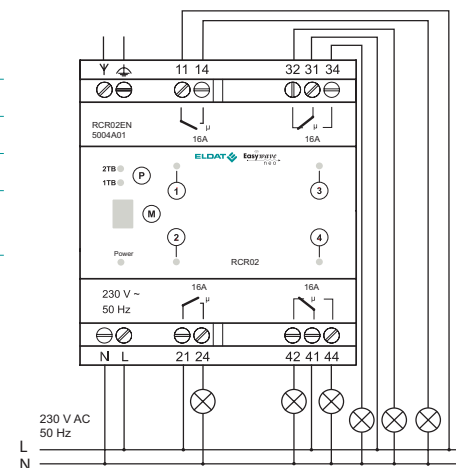 11 14 32 31 34
RCR02EN
5004A01
µ
16A
µ
16A
ELDAT Easywave
neo
2TB
1TB
P
1
3
M
2
4
Power
RCR02
230 V ~
50 Hz
16A
µ
16A
µ
N L 21 24 42 41 44
230 V AC
50 Hz
L
N